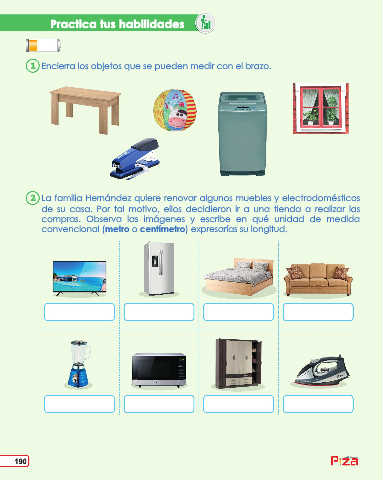 Practica tus habilidades
1 Encierra los objetos que se pueden medir con el brazo.
2 La familia Hernández quiere renovar algunos muebles y electrodomésticos
de su casa. Por tal motivo, ellos decidieron ir a una tienda a realizar las
compras. Observa las imágenes y escribe en qué unidad de medida
convencional (metro o centímetro) expresarías su longitud.
190
Piza